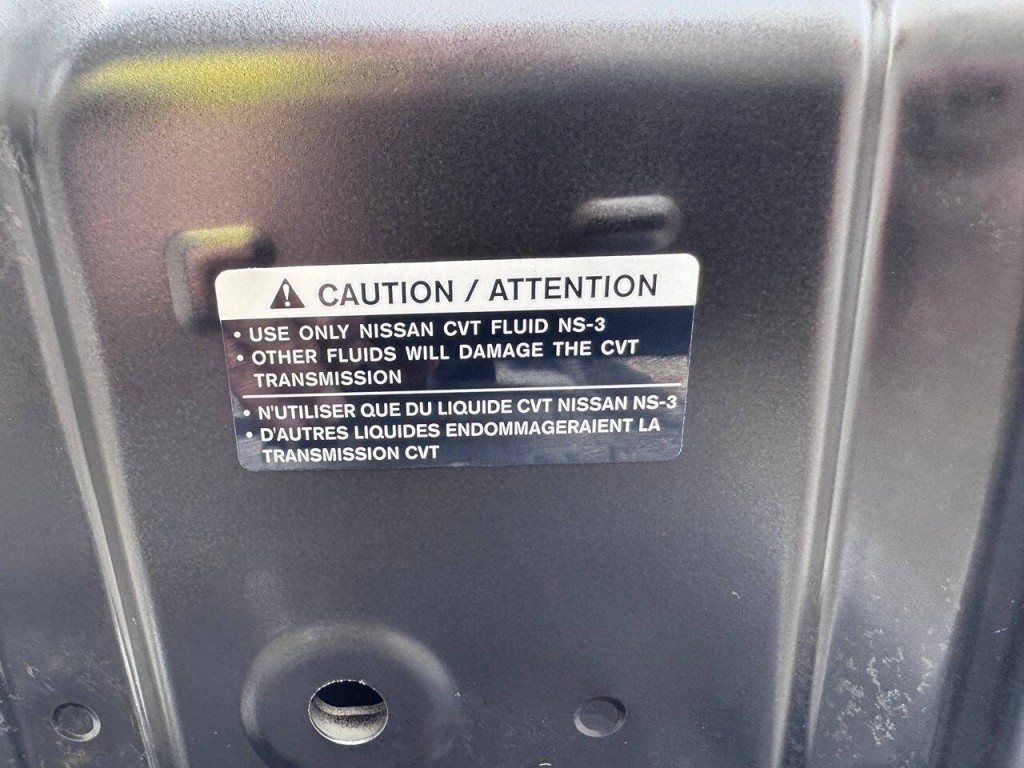 CAUTION / ATTENTION
• USE ONLY NISSAN CVT FLUID NS-3
• OTHER FLUIDS WILL DAMAGE THE CVT
TRANSMISSION
• N'UTILISER QUE DU LIQUIDE CVT NISSAN NS-3
• D'AUTRES LIQUIDES ENDOMMAGERAIENT LA
TRANSMISSION CVT